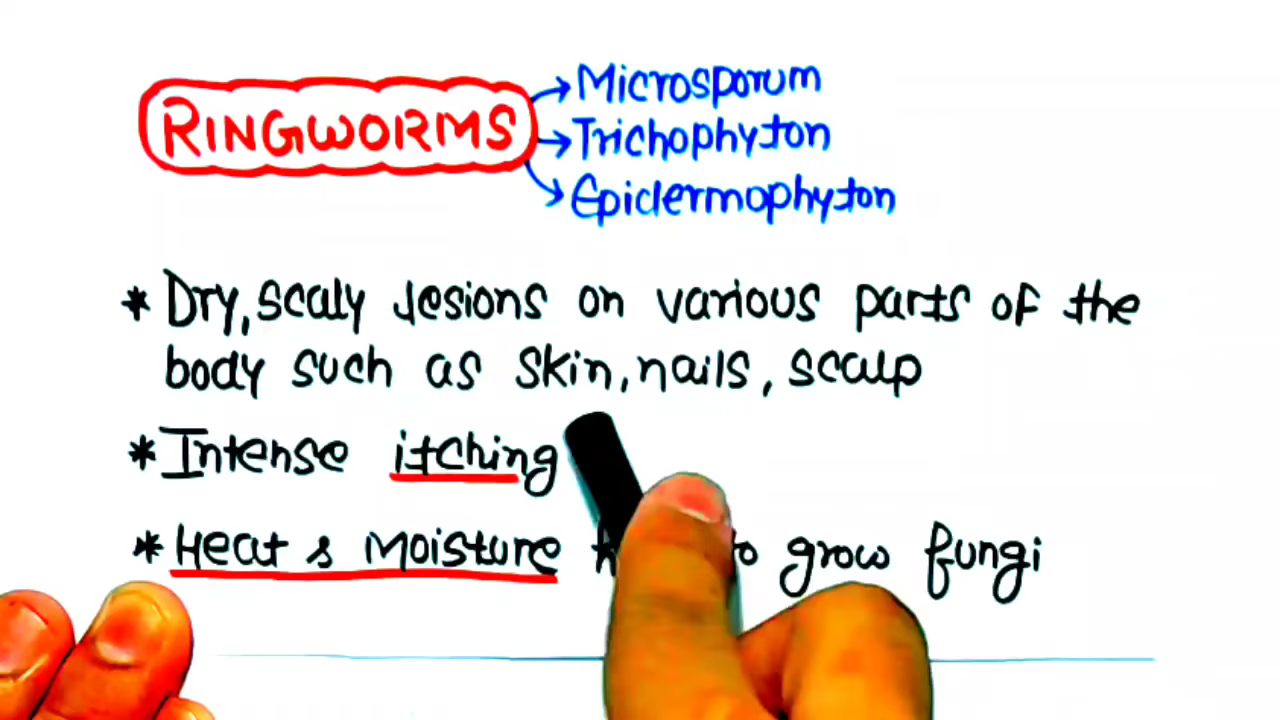 RINGWORMS
Microsporum
Trichophyton
Epidermophyton
* Dry, scaly lesions on various parts of the
body such as skin, nails, scalp
* Intense itching
* Heat & Moisture to grow fungi